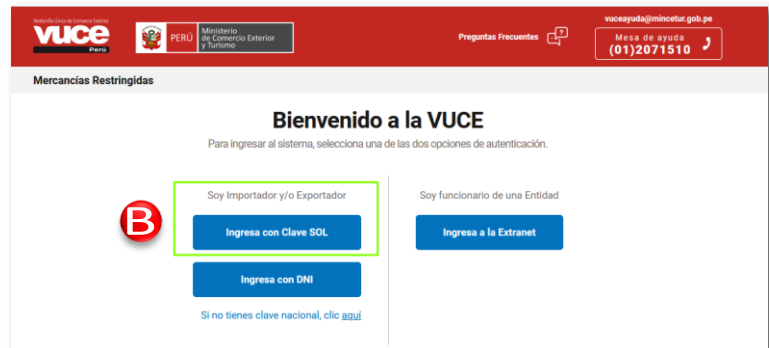 Ventanilla Única de Comercio Exterior
vuce
Perú
PERÚ
Ministerio
de Comercio Exterior
y Turismo
Preguntas Frecuentes
?
vuceayuda@mincetur.gob.pe
Mesa de ayuda
(01)2071510
Mercancías Restringidas
Bienvenido a la VUCE
Para ingresar al sistema, selecciona una de las dos opciones de autenticación.
B
Soy Importador y/o Exportador
Ingresa con Clave SOL
Ingresa con DNI
Si no tienes clave nacional, clic aquí
Soy funcionario de una Entidad
Ingresa a la Extranet